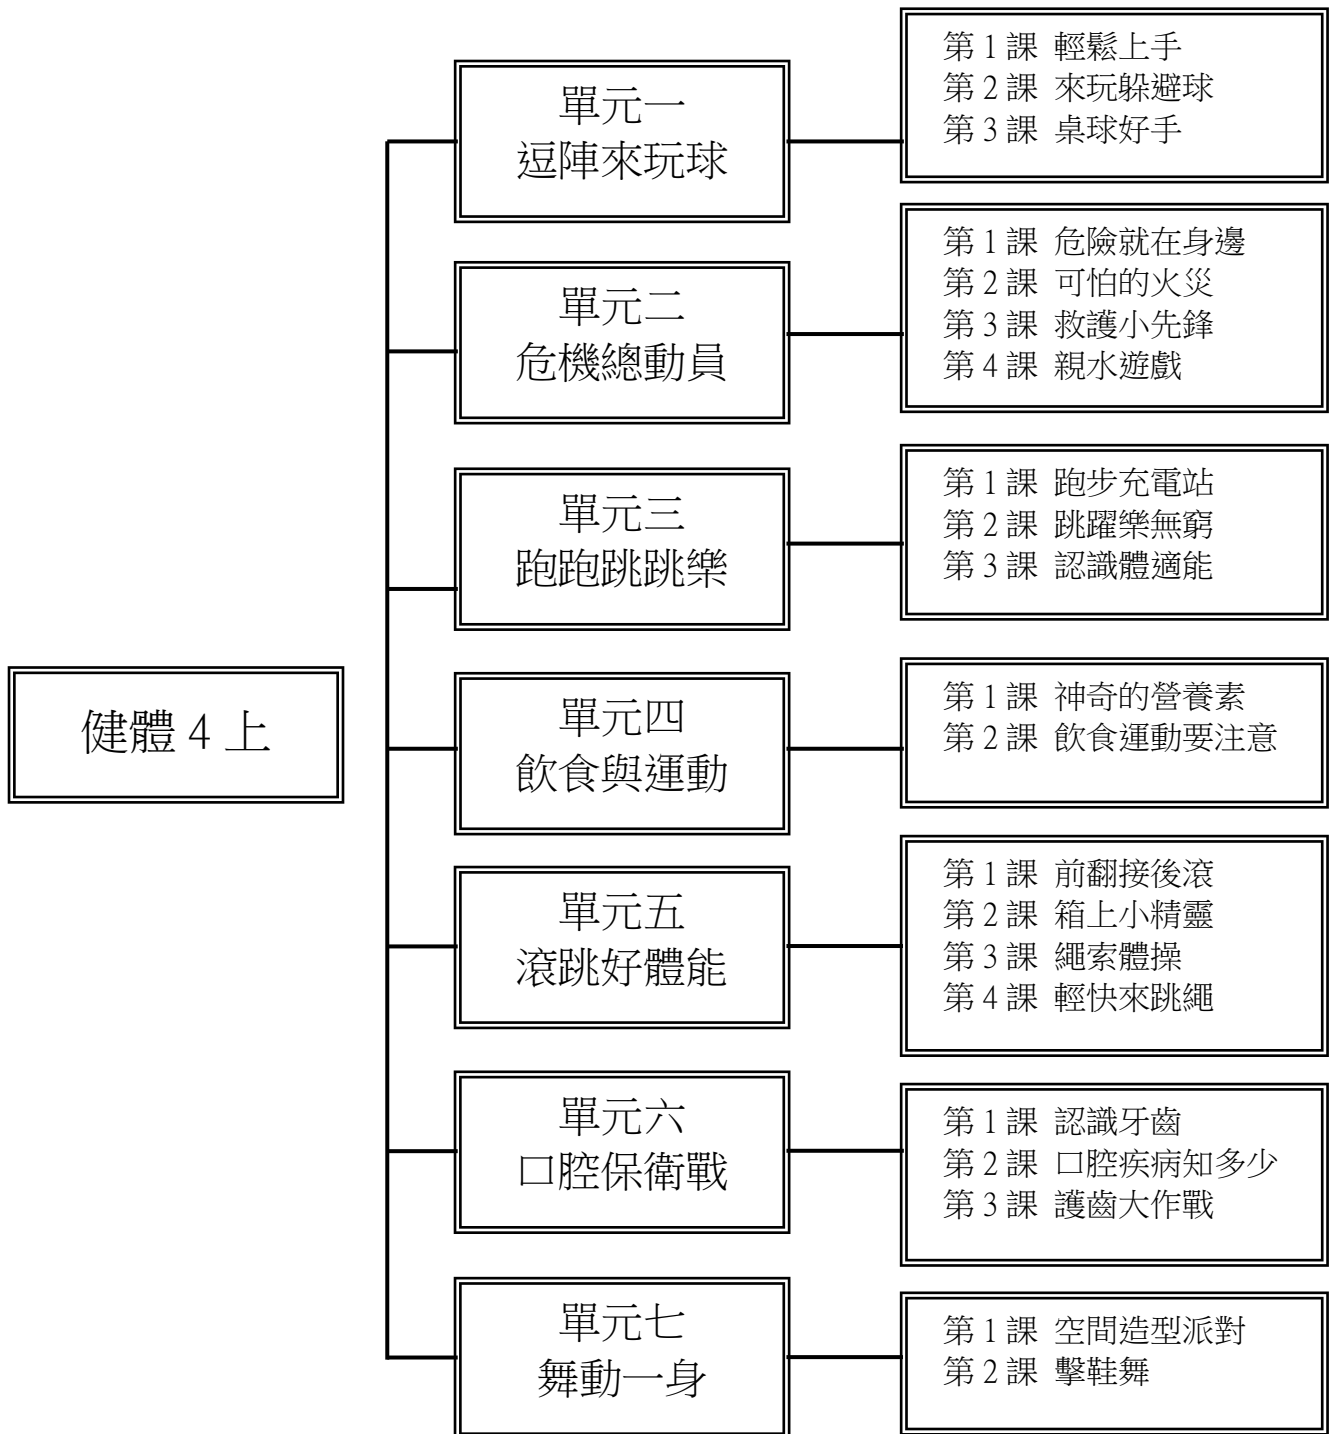 健體 4 上
單元一
逗陣來玩球
第 1 課 輕鬆上手
第 2 課 來玩躲避球
第 3 課 桌球好手
單元二
危機總動員
第 1 課 危險就在身邊
第 2 課 可怕的火災
第 3 課 救護小先鋒
第 4 課 親水遊戲
單元三
跑跑跳跳樂
第 1 課 跑步充電站
第 2 課 跳躍樂無窮
第 3 課 認識體適能
單元四
飲食與運動
第 1 課 神奇的營養素
第 2 課 飲食運動要注意
單元五
滾跳好體能
第 1 課 前翻接後滾
第 2 課 箱上小精靈
第 3 課 繩索體操
第 4 課 輕快來跳繩
單元六
口腔保衛戰
第 1 課 認識牙齒
第 2 課 口腔疾病知多少
第 3 課 護齒大作戰
單元七
舞動一身
第 1 課 空間造型派對
第 2 課 擊鞋舞